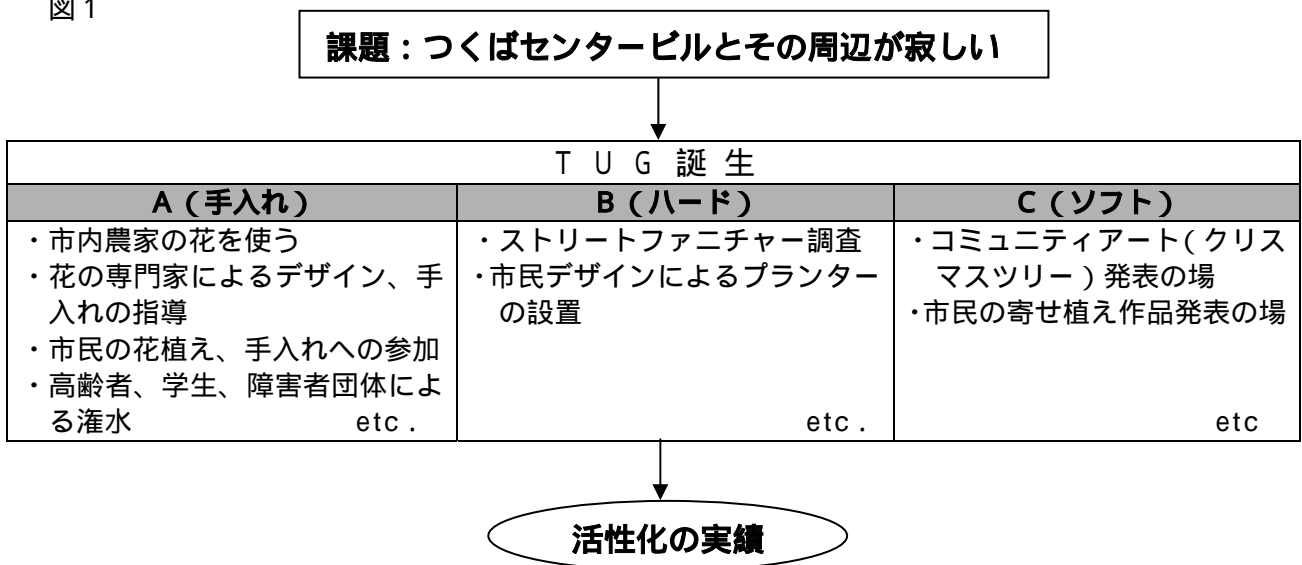 図１
課題：つくばセンタービルとその周辺が寂しい
ＴＵＧ誕生
A（手入れ）
・市内農家の花を使う
・花の専門家によるデザイン、手
入れの指導
・市民の花植え、手入れへの参加
・高齢者、学生、障害者団体によ
る潅水 etc．
B（ハード）
・ストリートファニチャー調査
・市民デザインによるプランター
の設置
etc．
C（ソフト）
・コミュニティアート（クリス
マスツリー）発表の場
・市民の寄せ植え作品発表の場
etc
活性化の実績